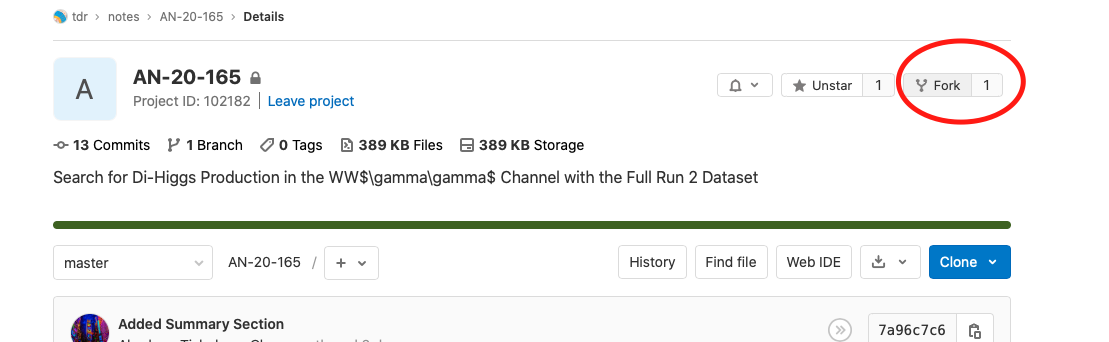 tdr › notes › AN-20-165 › Details
A
AN-20-165
Project ID: 102182 | Leave project
Unstar 1 Fork 1
13 Commits 1 Branch 0 Tags 389 KB Files 389 KB Storage
Search for Di-Higgs Production in the WW$\gamma\gamma$ Channel with the Full Run 2 Dataset
master AN-20-165 / + History Find file Web IDE Clone
Added Summary Section
7a96c7c6